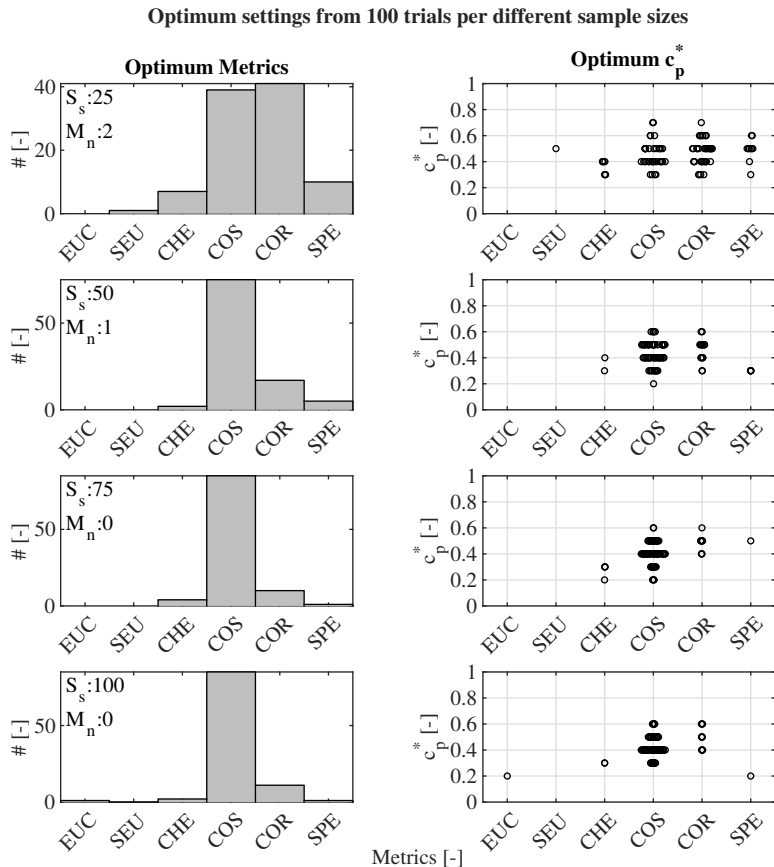 Optimum settings from 100 trials per different sample sizes
Optimum Metrics
# [-]
40
20
0
S_s:25
M_n:2
EUC SEU CHE COS COR SPE
Optimum c_p^*
c_p^* [-]
1
0.8
0.6
0.4
0.2
0
EUC SEU CHE COS COR SPE
# [-]
50
0
S_s:50
M_n:1
EUC SEU CHE COS COR SPE
c_p^* [-]
1
0.8
0.6
0.4
0.2
0
EUC SEU CHE COS COR SPE
# [-]
50
0
S_s:75
M_n:0
EUC SEU CHE COS COR SPE
c_p^* [-]
1
0.8
0.6
0.4
0.2
0
EUC SEU CHE COS COR SPE
# [-]
50
0
S_s:100
M_n:0
EUC SEU CHE COS COR SPE
c_p^* [-]
1
0.8
0.6
0.4
0.2
0
EUC SEU CHE COS COR SPE
Metrics [-]